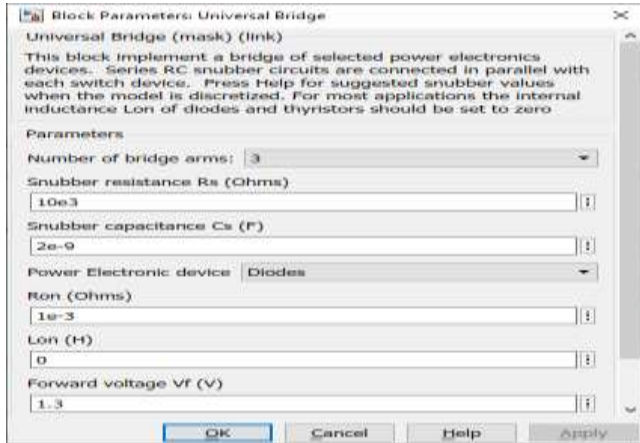 Block Parameters: Universal Bridge
Universal Bridge (mask) (link)
This block implement a bridge of selected power electronics
devices. Series RC snubber circuits are connected in parallel with
each switch device. Press Help for suggested snubber values
when the model is discretized. For most applications the internal
inductance Lon of diodes and thyristors should be set to zero
Parameters
Number of bridge arms: 3
Snubber resistance Rs (Ohms)
10e3
Snubber capacitance Cs (F)
2e-9
Power Electronic device Diodes
Ron (Ohms)
1e-3
Lon (H)
0
Forward voltage Vf (V)
1.3
OK Cancel Help Apply